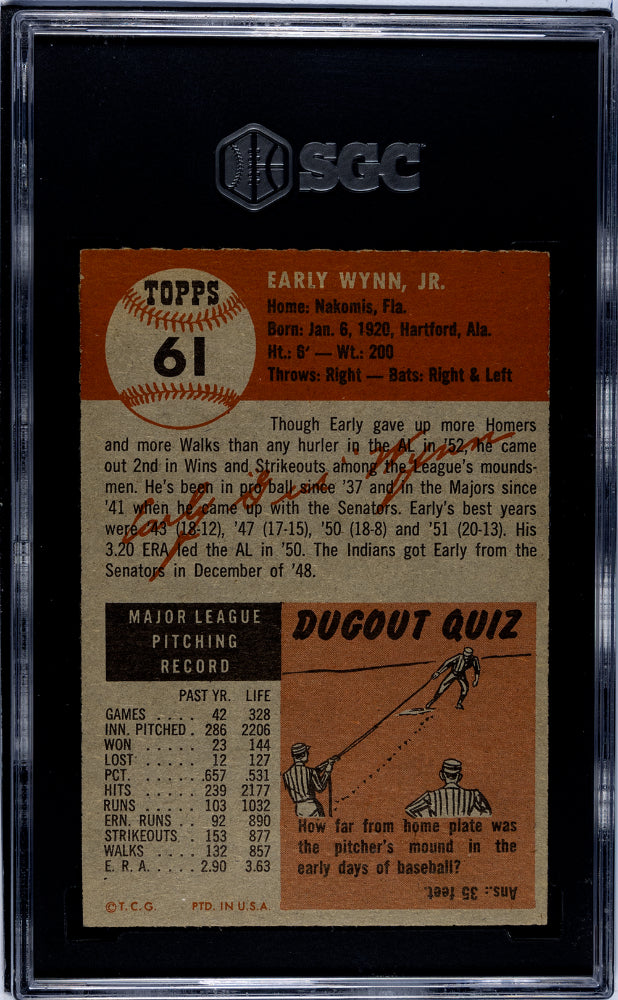 SGC
TOPPS
61
EARLY WYNN, JR.
Home: Nakomis, Fla.
Born: Jan. 6, 1920, Hartford, Ala.
Ht.: 6' — Wt.: 200
Throws: Right — Bats: Right & Left
Though Early gave up more Homers
and more Walks than any hurler in the AL in '52, he came
out 2nd in Wins and Strikeouts among the League's mounds-
men. He's been in pro ball since '37 and in the Majors since
'41 when he came up with the Senators. Early's best years
were '43 (18-12), '47 (17-15), '50 (18-8) and '51 (20-13). His
3.20 ERA led the AL in '50. The Indians got Early from the
Senators in December of '48.
Early "Gus" Wynn
MAJOR LEAGUE
PITCHING
RECORD
PAST YR. LIFE
GAMES .... 42 328
INN. PITCHED . 286 2206
WON ..... 23 144
LOST ..... 12 127
PCT. ..... .657 .531
HITS ..... 239 2177
RUNS ..... 103 1032
ERN. RUNS .. 92 890
STRIKEOUTS . 153 877
WALKS .... 132 857
E. R. A. .... 2.90 3.63
©T.C.G. PTD. IN U.S.A.
DUGOUT QUIZ
How far from home plate was
the pitcher's mound in the
early days of baseball?
Ans.: 35 feet.